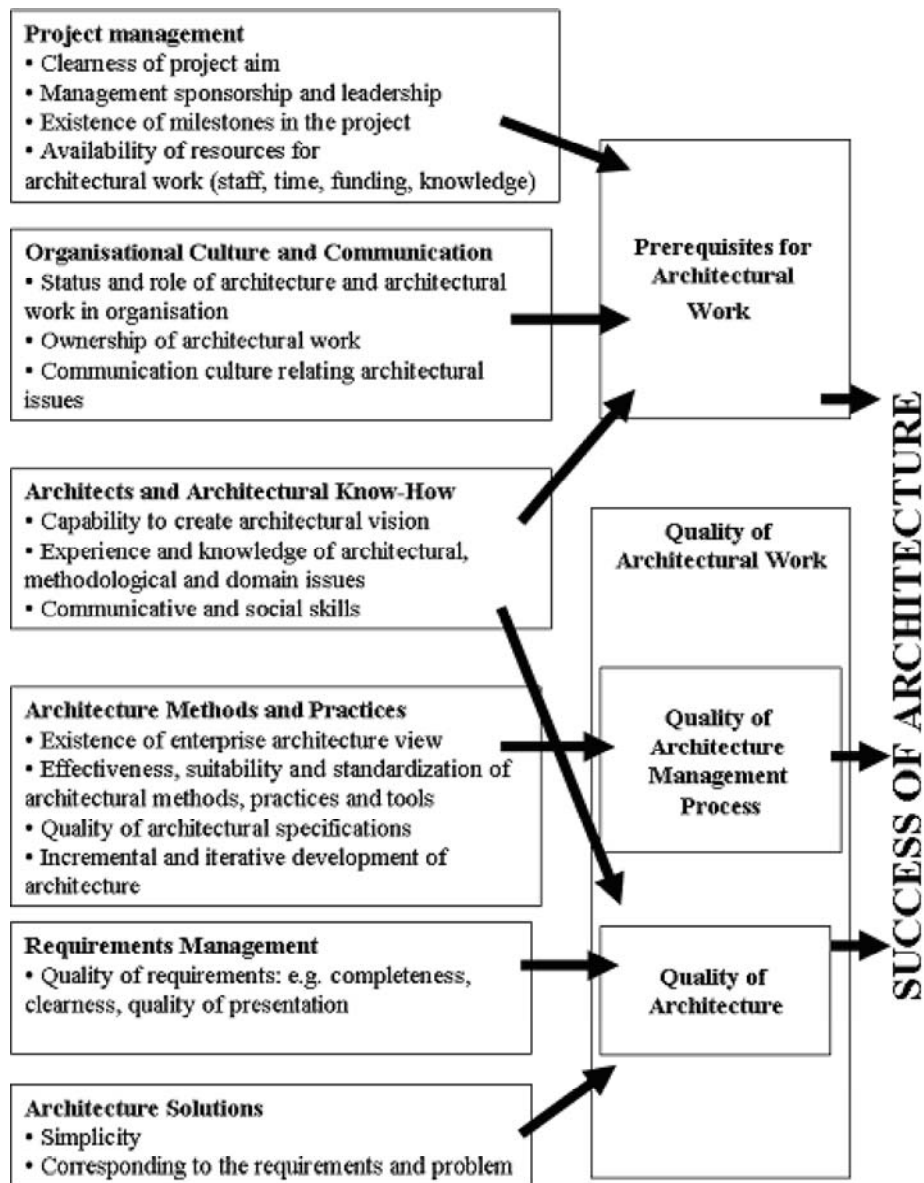 Project management
• Clearness of project aim
• Management sponsorship and leadership
• Existence of milestones in the project
• Availability of resources for
architectural work (staff, time, funding, knowledge)
Organisational Culture and Communication
• Status and role of architecture and architectural
work in organisation
• Ownership of architectural work
• Communication culture relating architectural
issues
Architects and Architectural Know-How
• Capability to create architectural vision
• Experience and knowledge of architectural,
methodological and domain issues
• Communicative and social skills
Architecture Methods and Practices
• Existence of enterprise architecture view
• Effectiveness, suitability and standardization of
architectural methods, practices and tools
• Quality of architectural specifications
• Incremental and iterative development of
architecture
Requirements Management
• Quality of requirements: e.g. completeness,
clearness, quality of presentation
Architecture Solutions
• Simplicity
• Corresponding to the requirements and problem
Prerequisites for
Architectural
Work
Quality of
Architectural Work
Quality of
Architecture
Management
Process
Quality of
Architecture
SUCCESS OF ARCHITECTURE